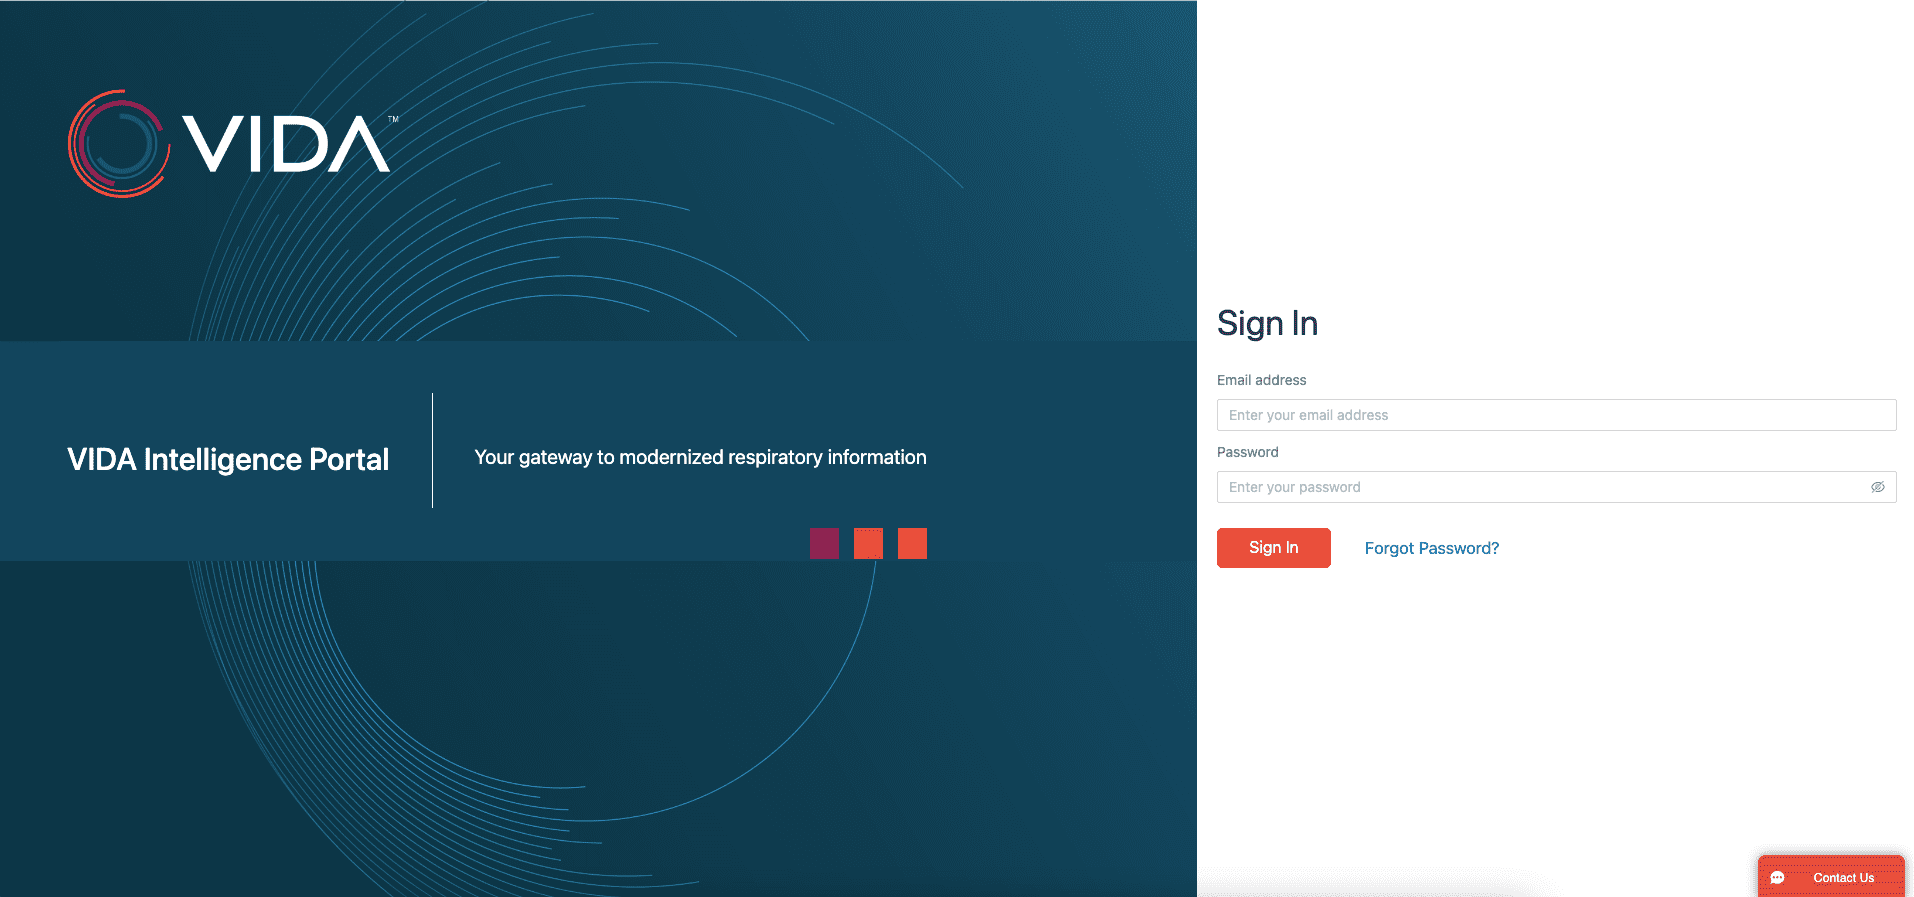 VIDA™
VIDA Intelligence Portal
Your gateway to modernized respiratory information
Sign In
Email address
Enter your email address
Password
Enter your password
Sign In
Forgot Password?
Contact Us